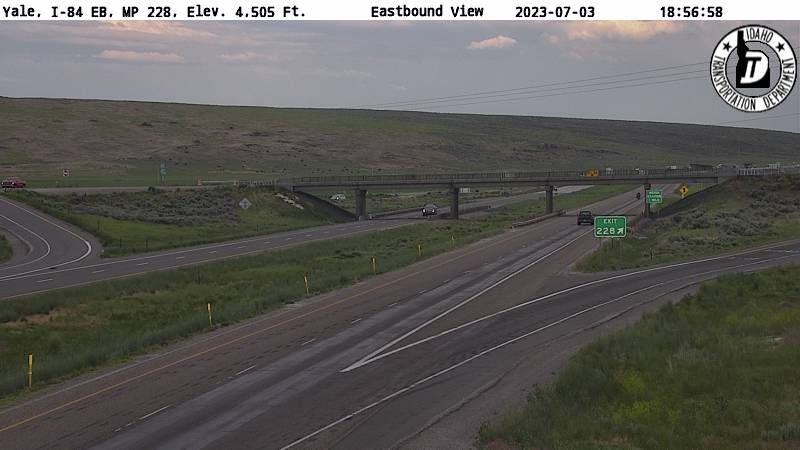 Yale, I-84 EB, MP 228, Elev. 4,505 Ft. Eastbound View 2023-07-03 18:56:58
IDAHO
TRANSPORTATION DEPARTMENT
EXIT
228